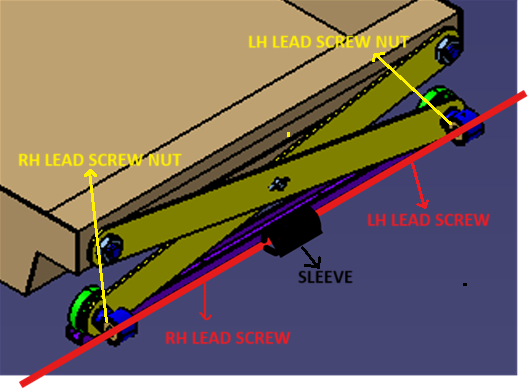 LH LEAD SCREW NUT
RH LEAD SCREW NUT
LH LEAD SCREW
SLEEVE
RH LEAD SCREW